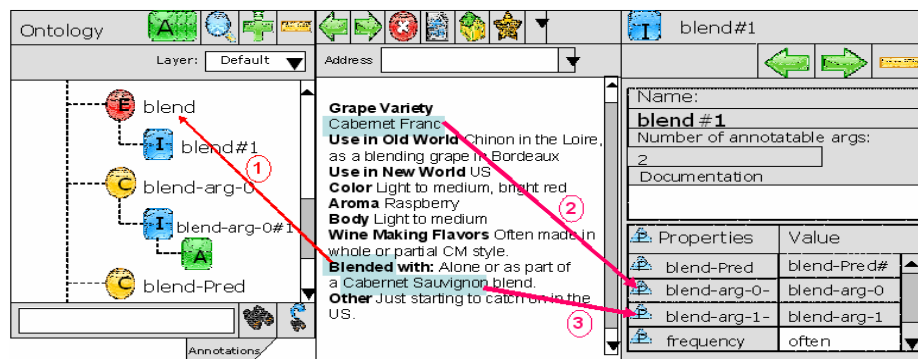 Ontology
A
Layer:
Default
E
blend
I
blend#1
C
blend-arg-0
I
blend-arg-0#1
A
C
blend-Pred
Annotations
Address
Grape Variety
Cabernet Franc
Use in Old World Chinon in the Loire,
as a blending grape in Bordeaux
Use in New World US
Color Light to medium, bright red
Aroma Raspberry
Body Light to medium
Wine Making Flavors Often made in
whole or partial CM style.
Blended with: Alone or as part of
a Cabernet Sauvignon blend.
Other Just starting to catch on in the
US.
1
2
3
I
blend#1
Name:
blend #1
Number of annotatable args:
2
Documentation
P Properties Value
P blend-Pred blend-Pred#
P blend-arg-0- blend-arg-0
P blend-arg-1- blend-arg-1
P frequency often